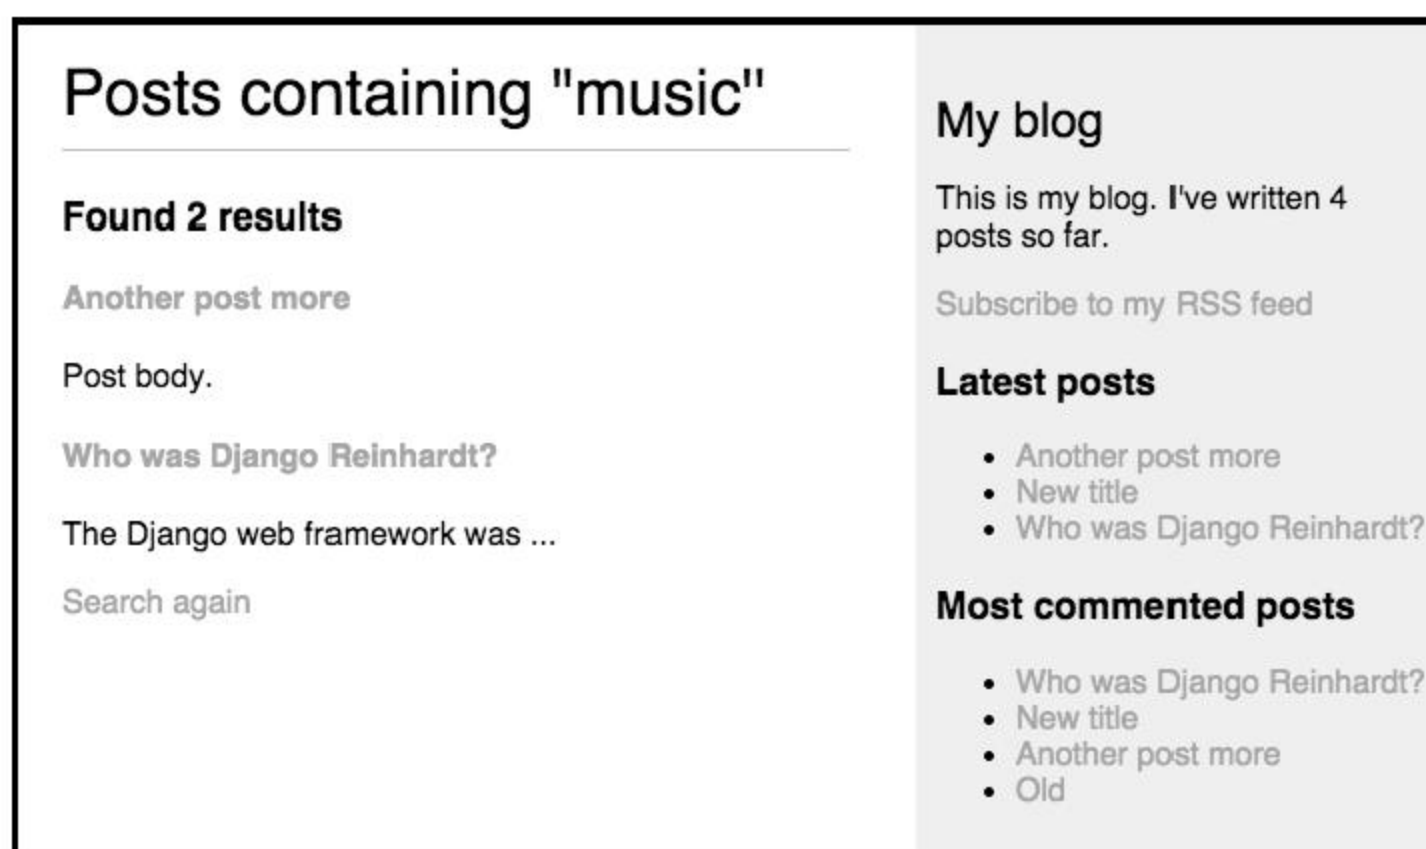 Posts containing "music"
Found 2 results
Another post more
Post body.
Who was Django Reinhardt?
The Django web framework was ...
Search again
My blog
This is my blog. I've written 4
posts so far.
Subscribe to my RSS feed
Latest posts
Another post more
New title
Who was Django Reinhardt?
Most commented posts
Who was Django Reinhardt?
New title
Another post more
Old